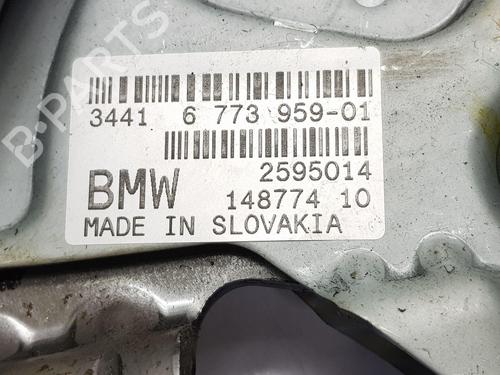 B-PARTS
3441 6 773 959-01
2595014
BMW 148774 10
MADE IN SLOVAKIA